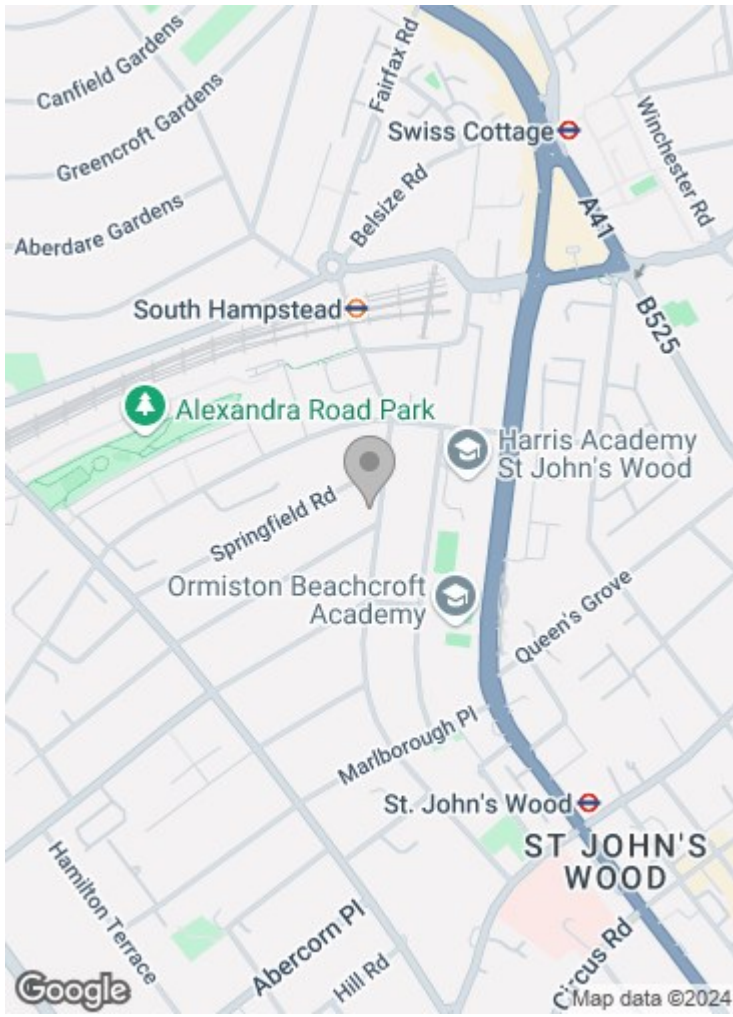 Canfield Gardens
Fairfax Rd
Greencroft Gardens
Swiss Cottage
Winchester Rd
Belsize Rd
A41
Aberdare Gardens
South Hampstead
B525
Alexandra Road Park
Harris Academy
St John's Wood
Springfield Rd
Ormiston Beachcroft
Academy
Queen's Grove
Marlborough Pl
St. John's Wood
ST JOHN'S
WOOD
Hamilton Terrace
Abercorn Pl
Hill Rd
Circus Rd
Google
Map data ©2024